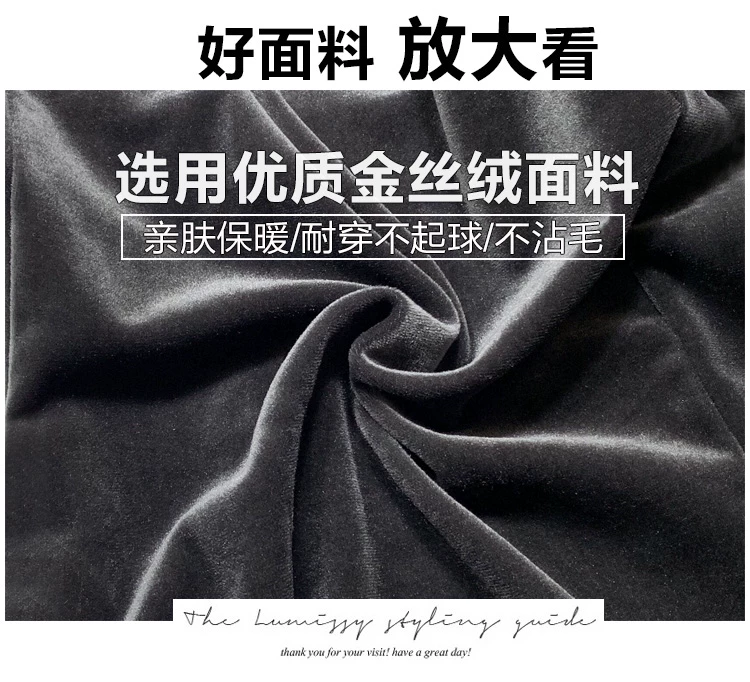 好面料 放大看
选用优质金丝绒面料
亲肤保暖/耐穿不起球/不沾毛
The Lumissy styling guide
thank you for your visit! have a great day!